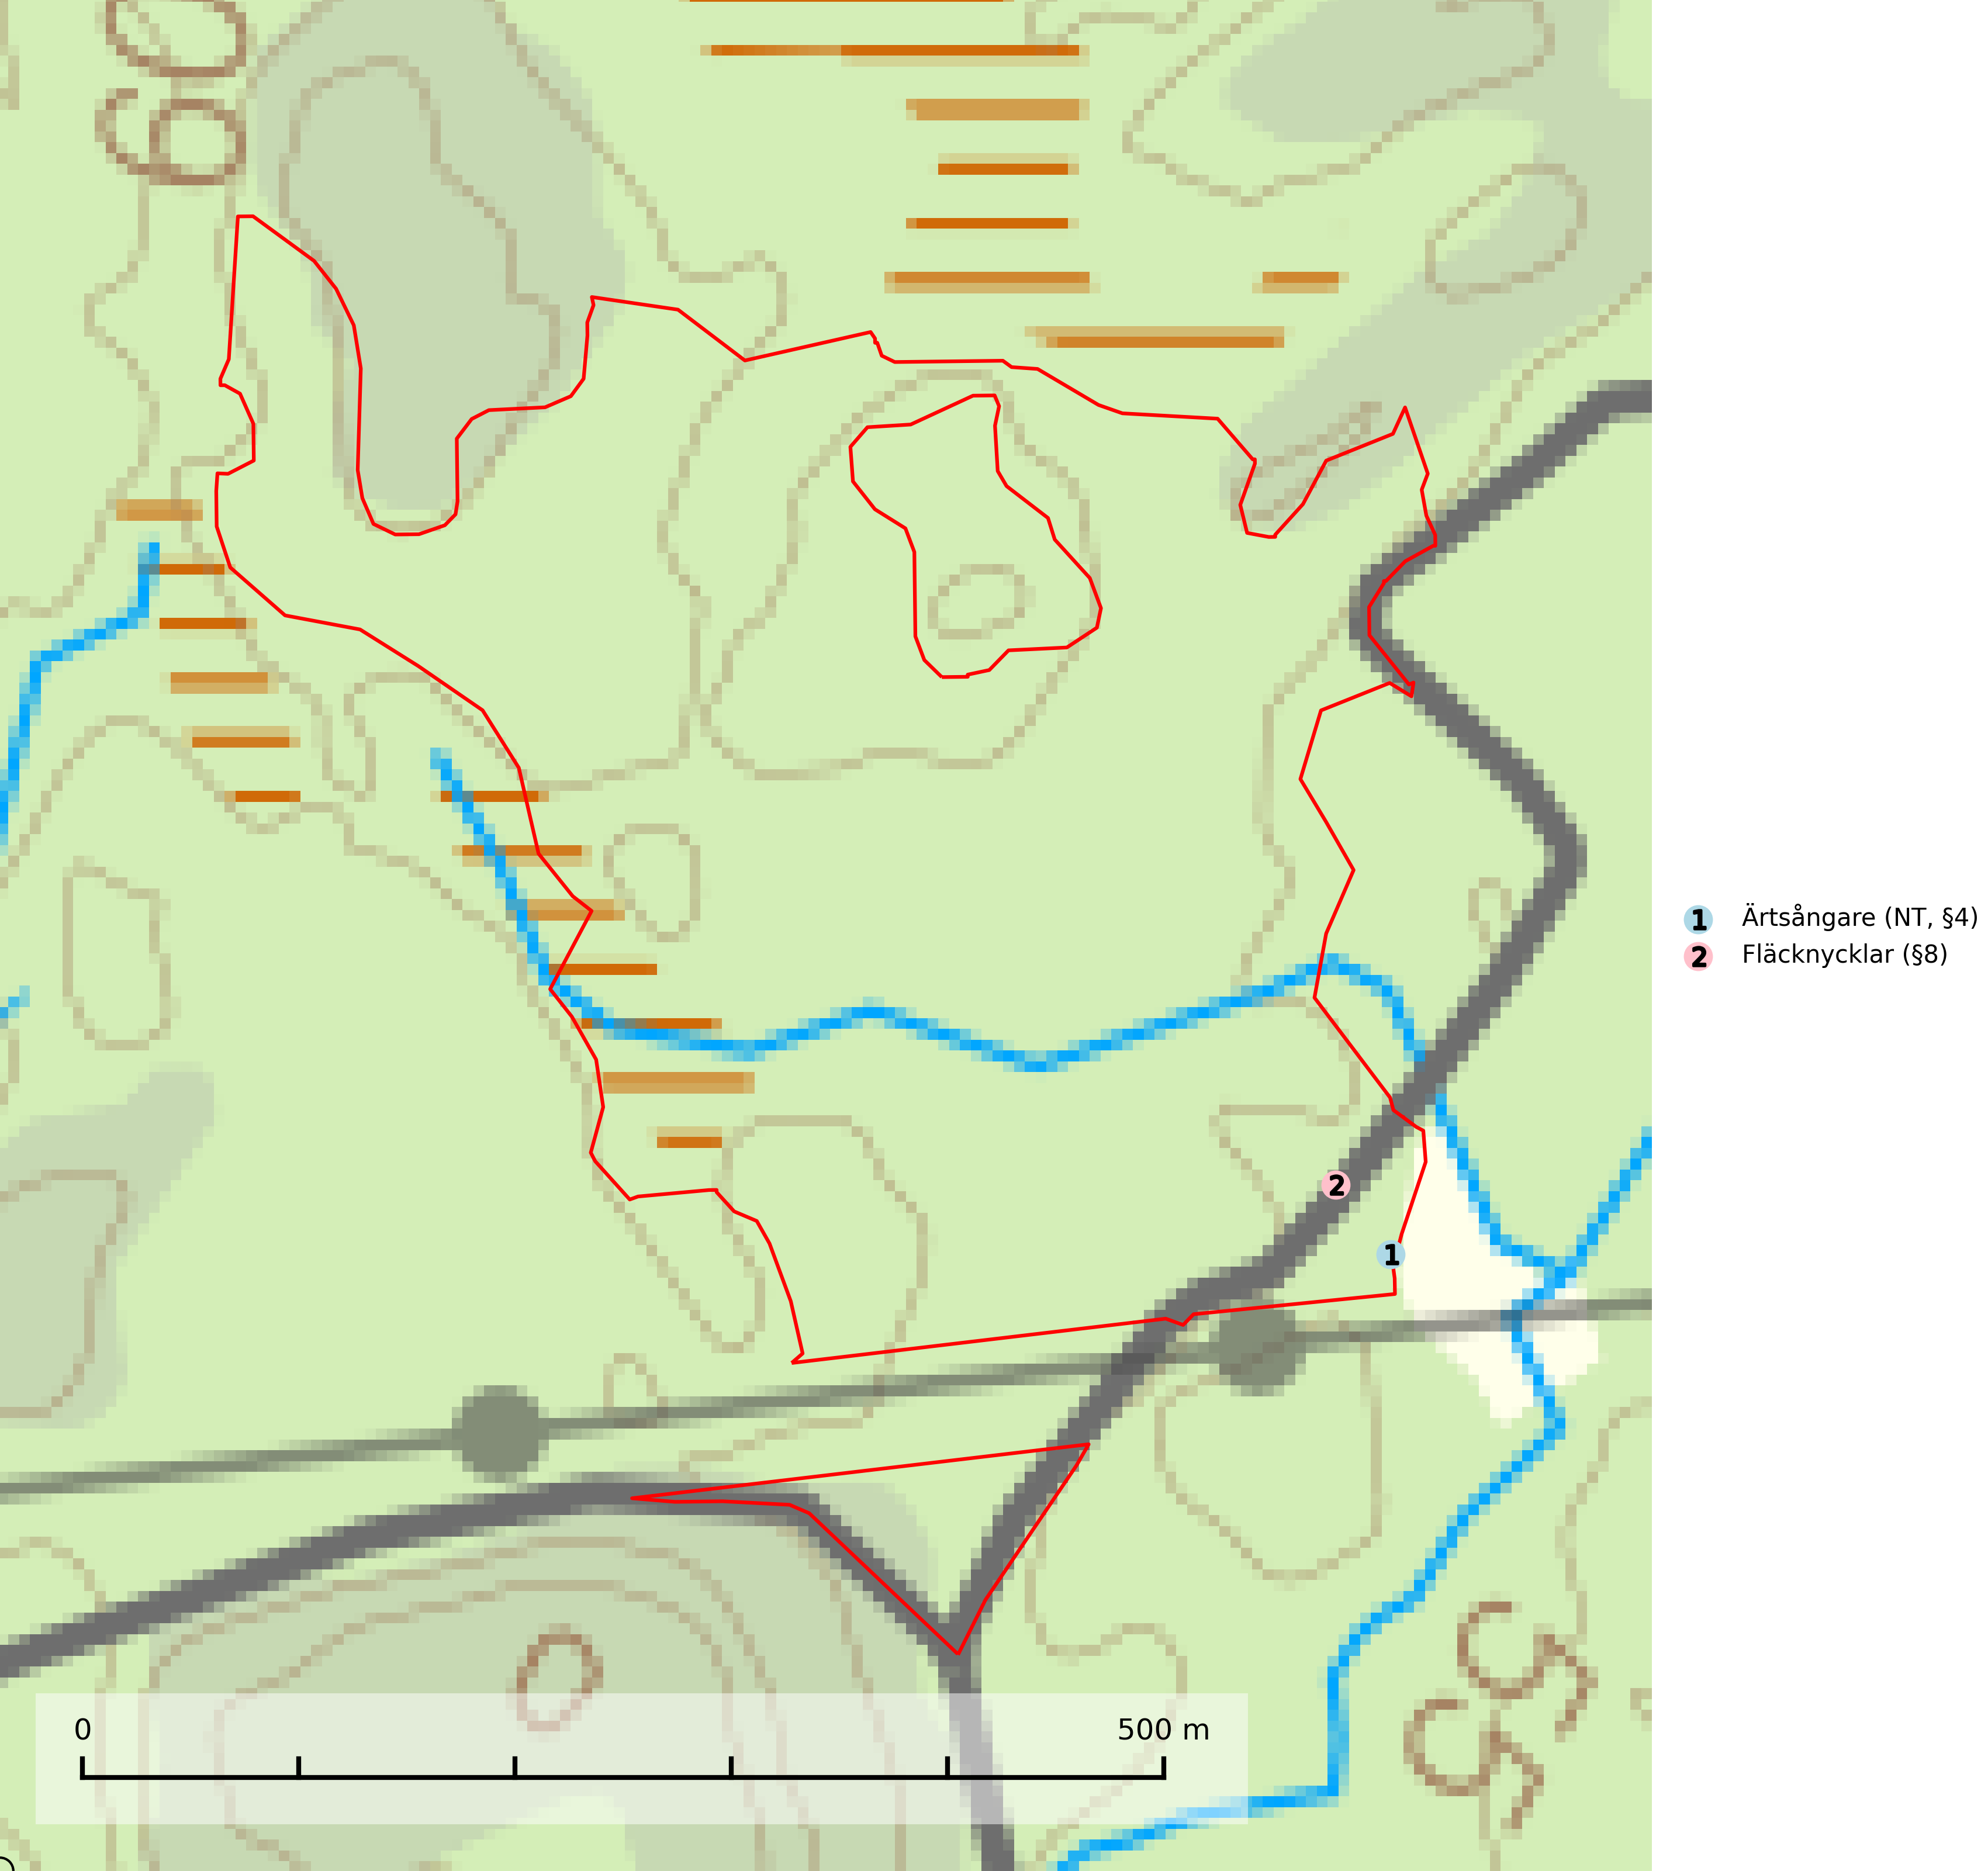 1 Ärtsångare (NT, §4)
2 Fläcknycklar (§8)
2
1
0 500 m